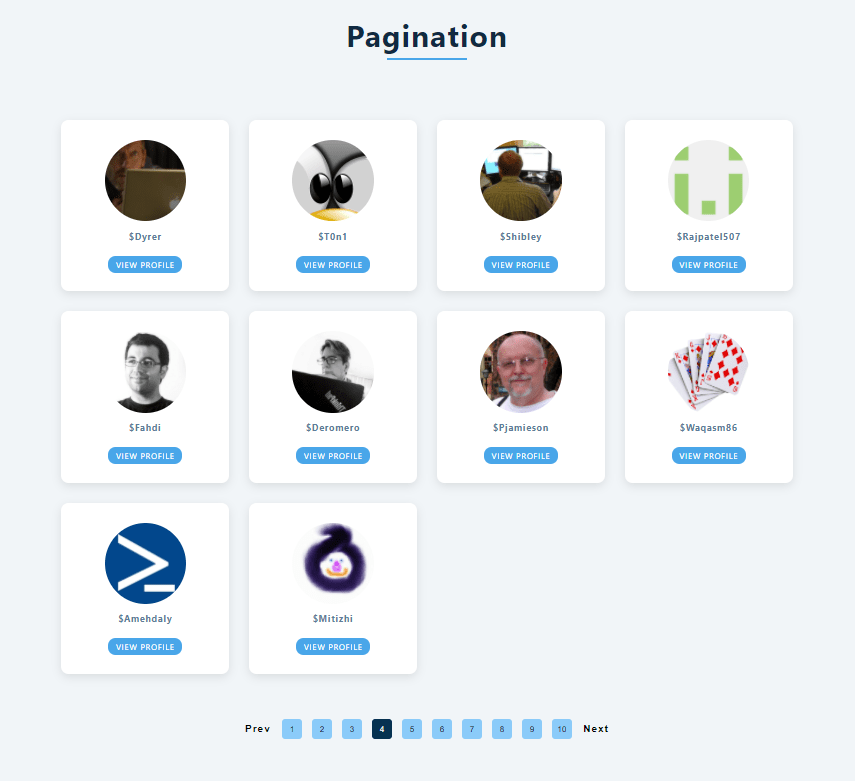 Pagination
$Dyrer $T0n1 $Shibley $Rajpatel507
VIEW PROFILE VIEW PROFILE VIEW PROFILE VIEW PROFILE
$Fahdi $Deromero $Pjamieson $Waqasm86
VIEW PROFILE VIEW PROFILE VIEW PROFILE VIEW PROFILE
$Amehdaly $Mitizhi
VIEW PROFILE VIEW PROFILE
Prev 1 2 3 4 5 6 7 8 9 10 Next